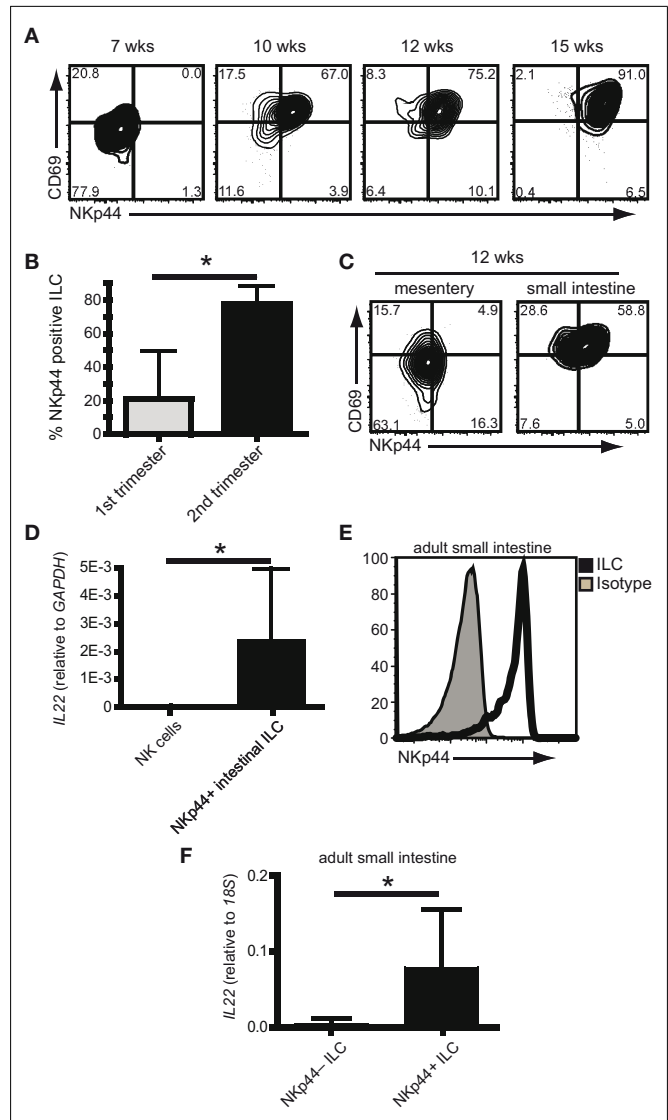 A
7 wks 10 wks 12 wks 15 wks
20.8 0.0 17.5 67.0 8.3 75.2 2.1 91.0
CD69
77.9 1.3 11.6 3.9 6.4 10.1 0.4 6.5
NKp44
B
*
% NKp44 positive ILC
80
60
40
20
0
1st trimester
2nd trimester
C
12 wks
mesentery small intestine
15.7 4.9 28.6 58.8
CD69
63.1 16.3 7.6 5.0
NKp44
D
*
IL22 (relative to GAPDH)
5E-3
4E-3
3E-3
2E-3
1E-3
0
NK cells
NKp44+ intestinal ILC
E
adult small intestine
100
80
60
40
20
0
ILC
Isotype
NKp44
F
adult small intestine
*
IL22 (relative to 18S)
0.2
0.1
0.0
NKp44– ILC
NKp44+ ILC